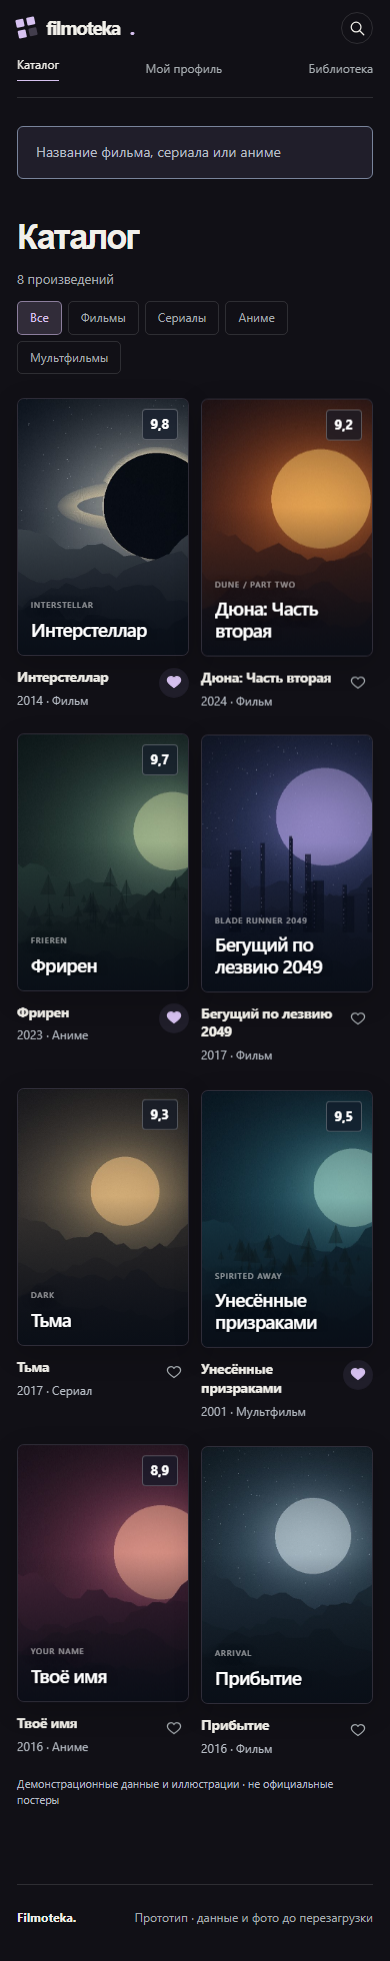 filmoteka .
Каталог
Мой профиль
Библиотека
Название фильма, сериала или аниме
Каталог
8 произведений
Все
Фильмы
Сериалы
Аниме
Мультфильмы
9,8
INTERSTELLAR
Интерстеллар
Интерстеллар
2014 · Фильм
9,2
DUNE / PART TWO
Дюна: Часть
вторая
Дюна: Часть вторая
2024 · Фильм
9,7
FRIEREN
Фрирен
Фрирен
2023 · Аниме
BLADE RUNNER 2049
Бегущий по
лезвию 2049
Бегущий по лезвию
2049
2017 · Фильм
9,3
DARK
Тьма
Тьма
2017 · Сериал
9,5
SPIRITED AWAY
Унесённые
призраками
Унесённые
призраками
2001 · Мультфильм
8,9
YOUR NAME
Твоё имя
Твоё имя
2016 · Аниме
ARRIVAL
Прибытие
Прибытие
2016 · Фильм
Демонстрационные данные и иллюстрации · не официальные
постеры
Filmoteka.
Прототип · данные и фото до перезагрузки